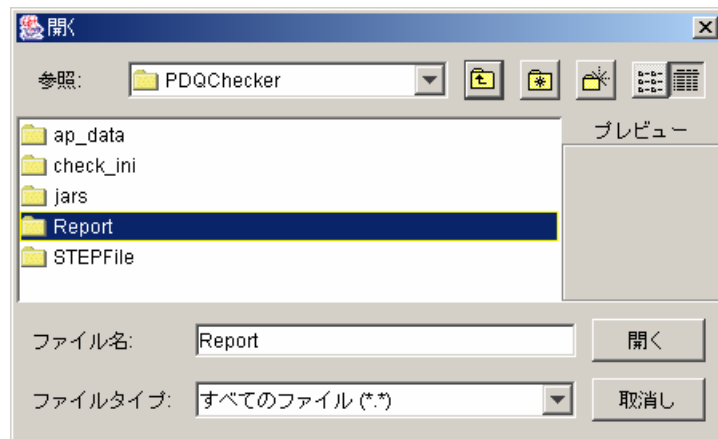 開く
参照: PDQChecker
プレビュー
ap_data
check_ini
jars
Report
STEPFile
ファイル名: Report 開く
ファイルタイプ: すべてのファイル (*.*) 取消し